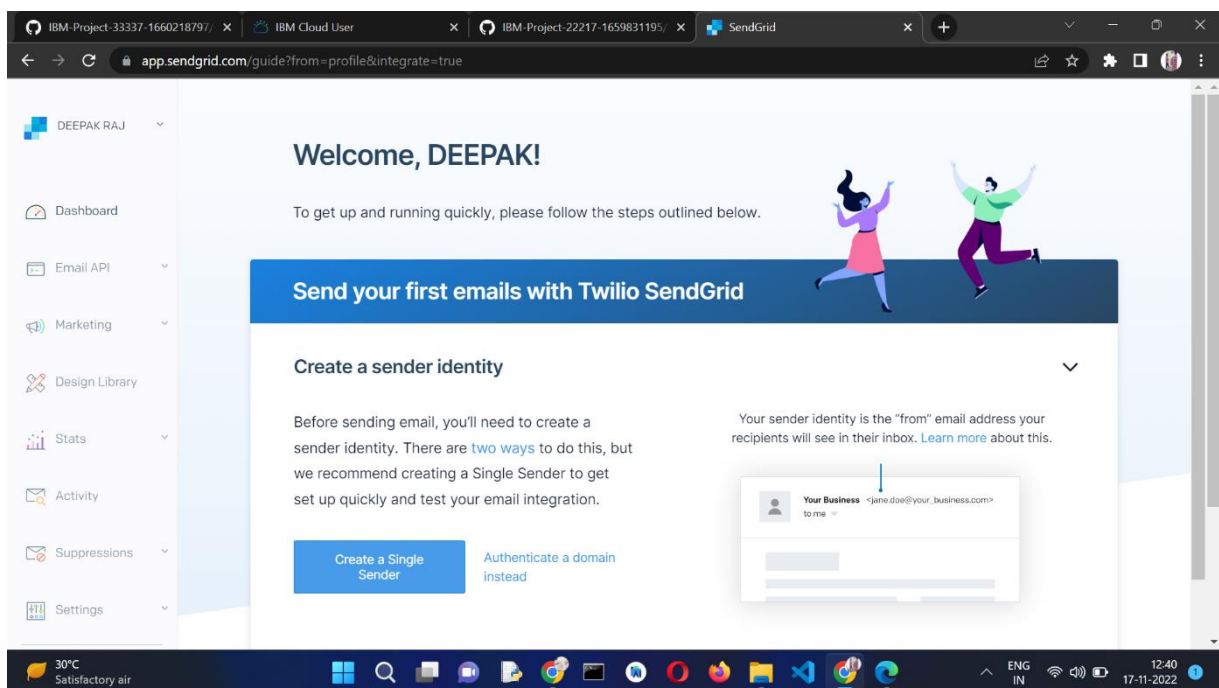 IBM-Project-33337-1660218797/
IBM Cloud User
IBM-Project-22217-1659831195/
SendGrid
app.sendgrid.com/guide?from=profile&integrate=true
DEEPAK RAJ
Dashboard
Email API
Marketing
Design Library
Stats
Activity
Suppressions
Settings
Welcome, DEEPAK!
To get up and running quickly, please follow the steps outlined below.
Send your first emails with Twilio SendGrid
Create a sender identity
Before sending email, you'll need to create a
sender identity. There are two ways to do this, but
we recommend creating a Single Sender to get
set up quickly and test your email integration.
Create a Single
Sender
Authenticate a domain
instead
Your sender identity is the "from" email address your
recipients will see in their inbox. Learn more about this.
Your Business <jane.doe@your_business.com>
to me
30°C
Satisfactory air
ENG
IN
12:40
17-11-2022
1